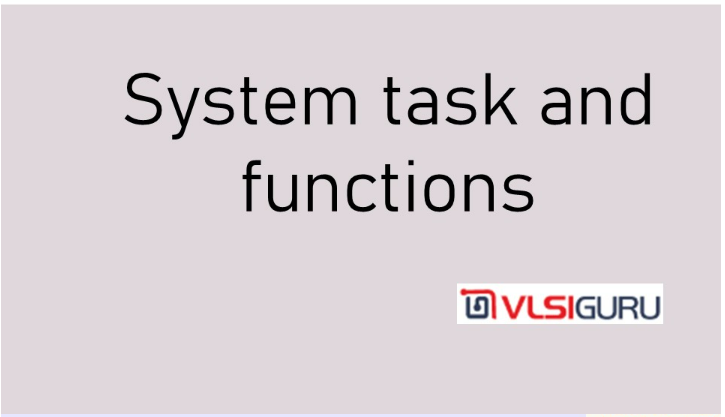 System task and
functions
VLSIGURU